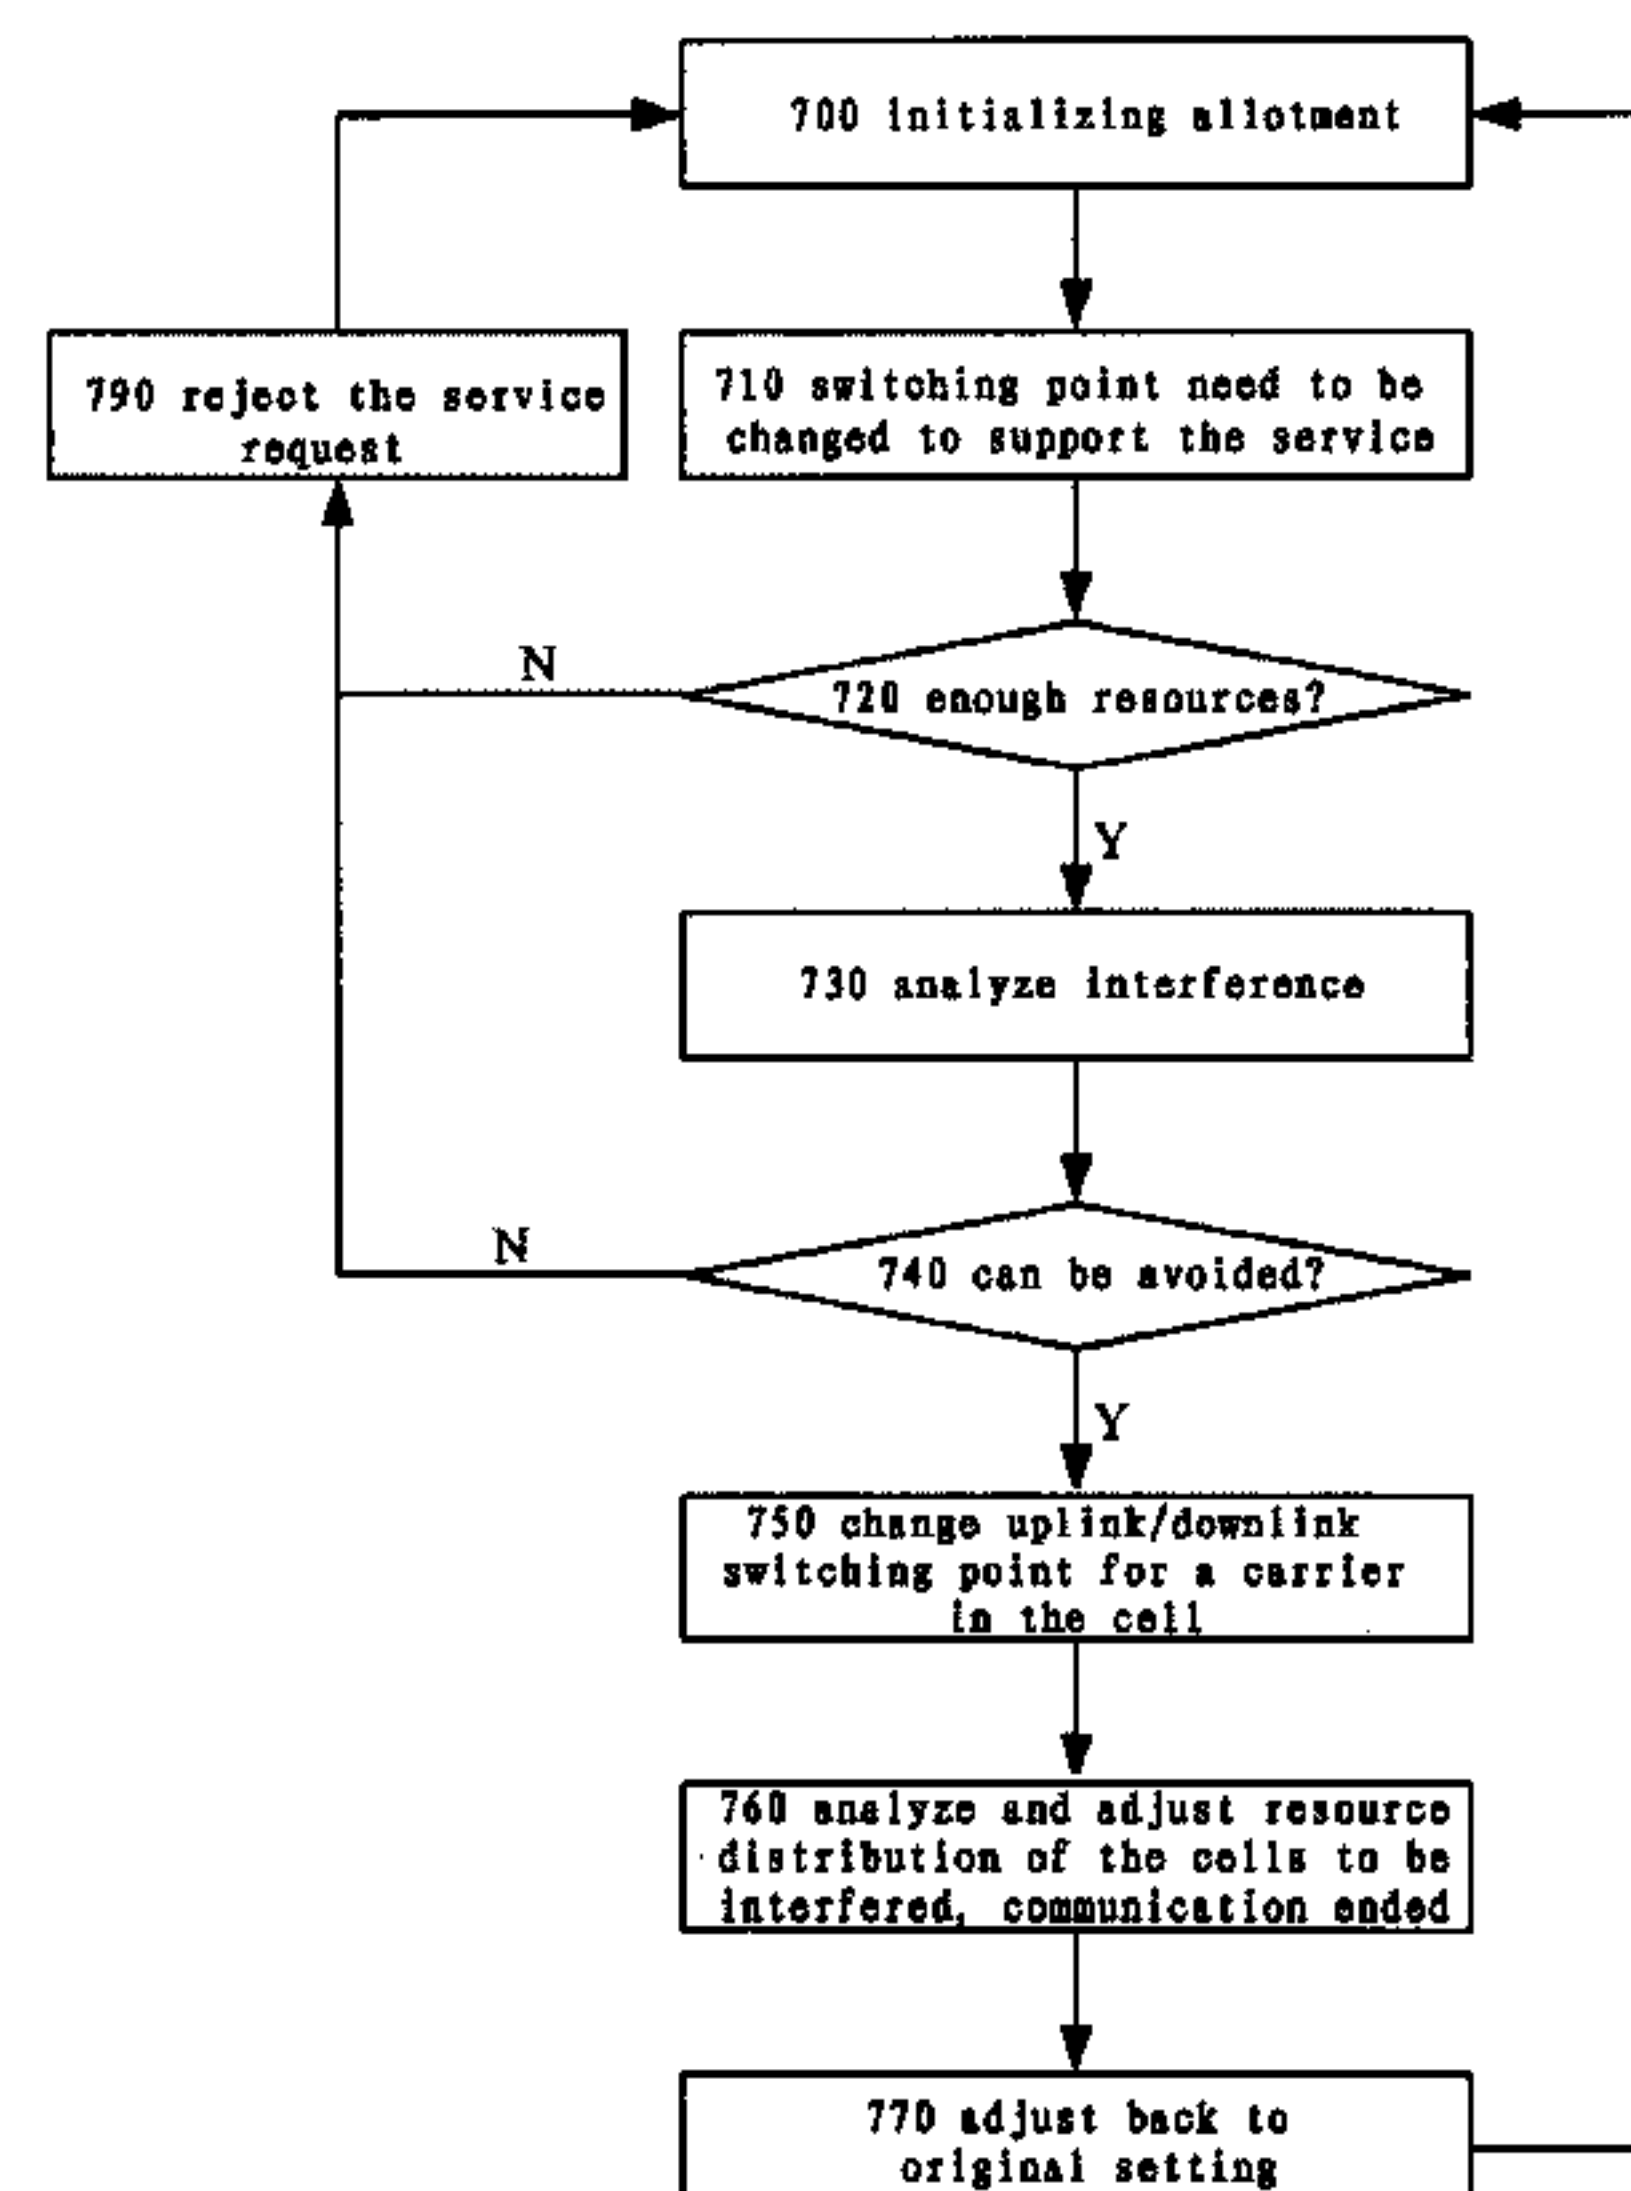 700 initializing allotment
790 reject the service
request
710 switching point need to be
changed to support the service
N
720 enough resources?
Y
730 analyze interference
N
740 can be avoided?
Y
750 change uplink/downlink
switching point for a carrier
in the cell
760 analyze and adjust resource
distribution of the cells to be
interfered, communication ended
770 adjust back to
original setting